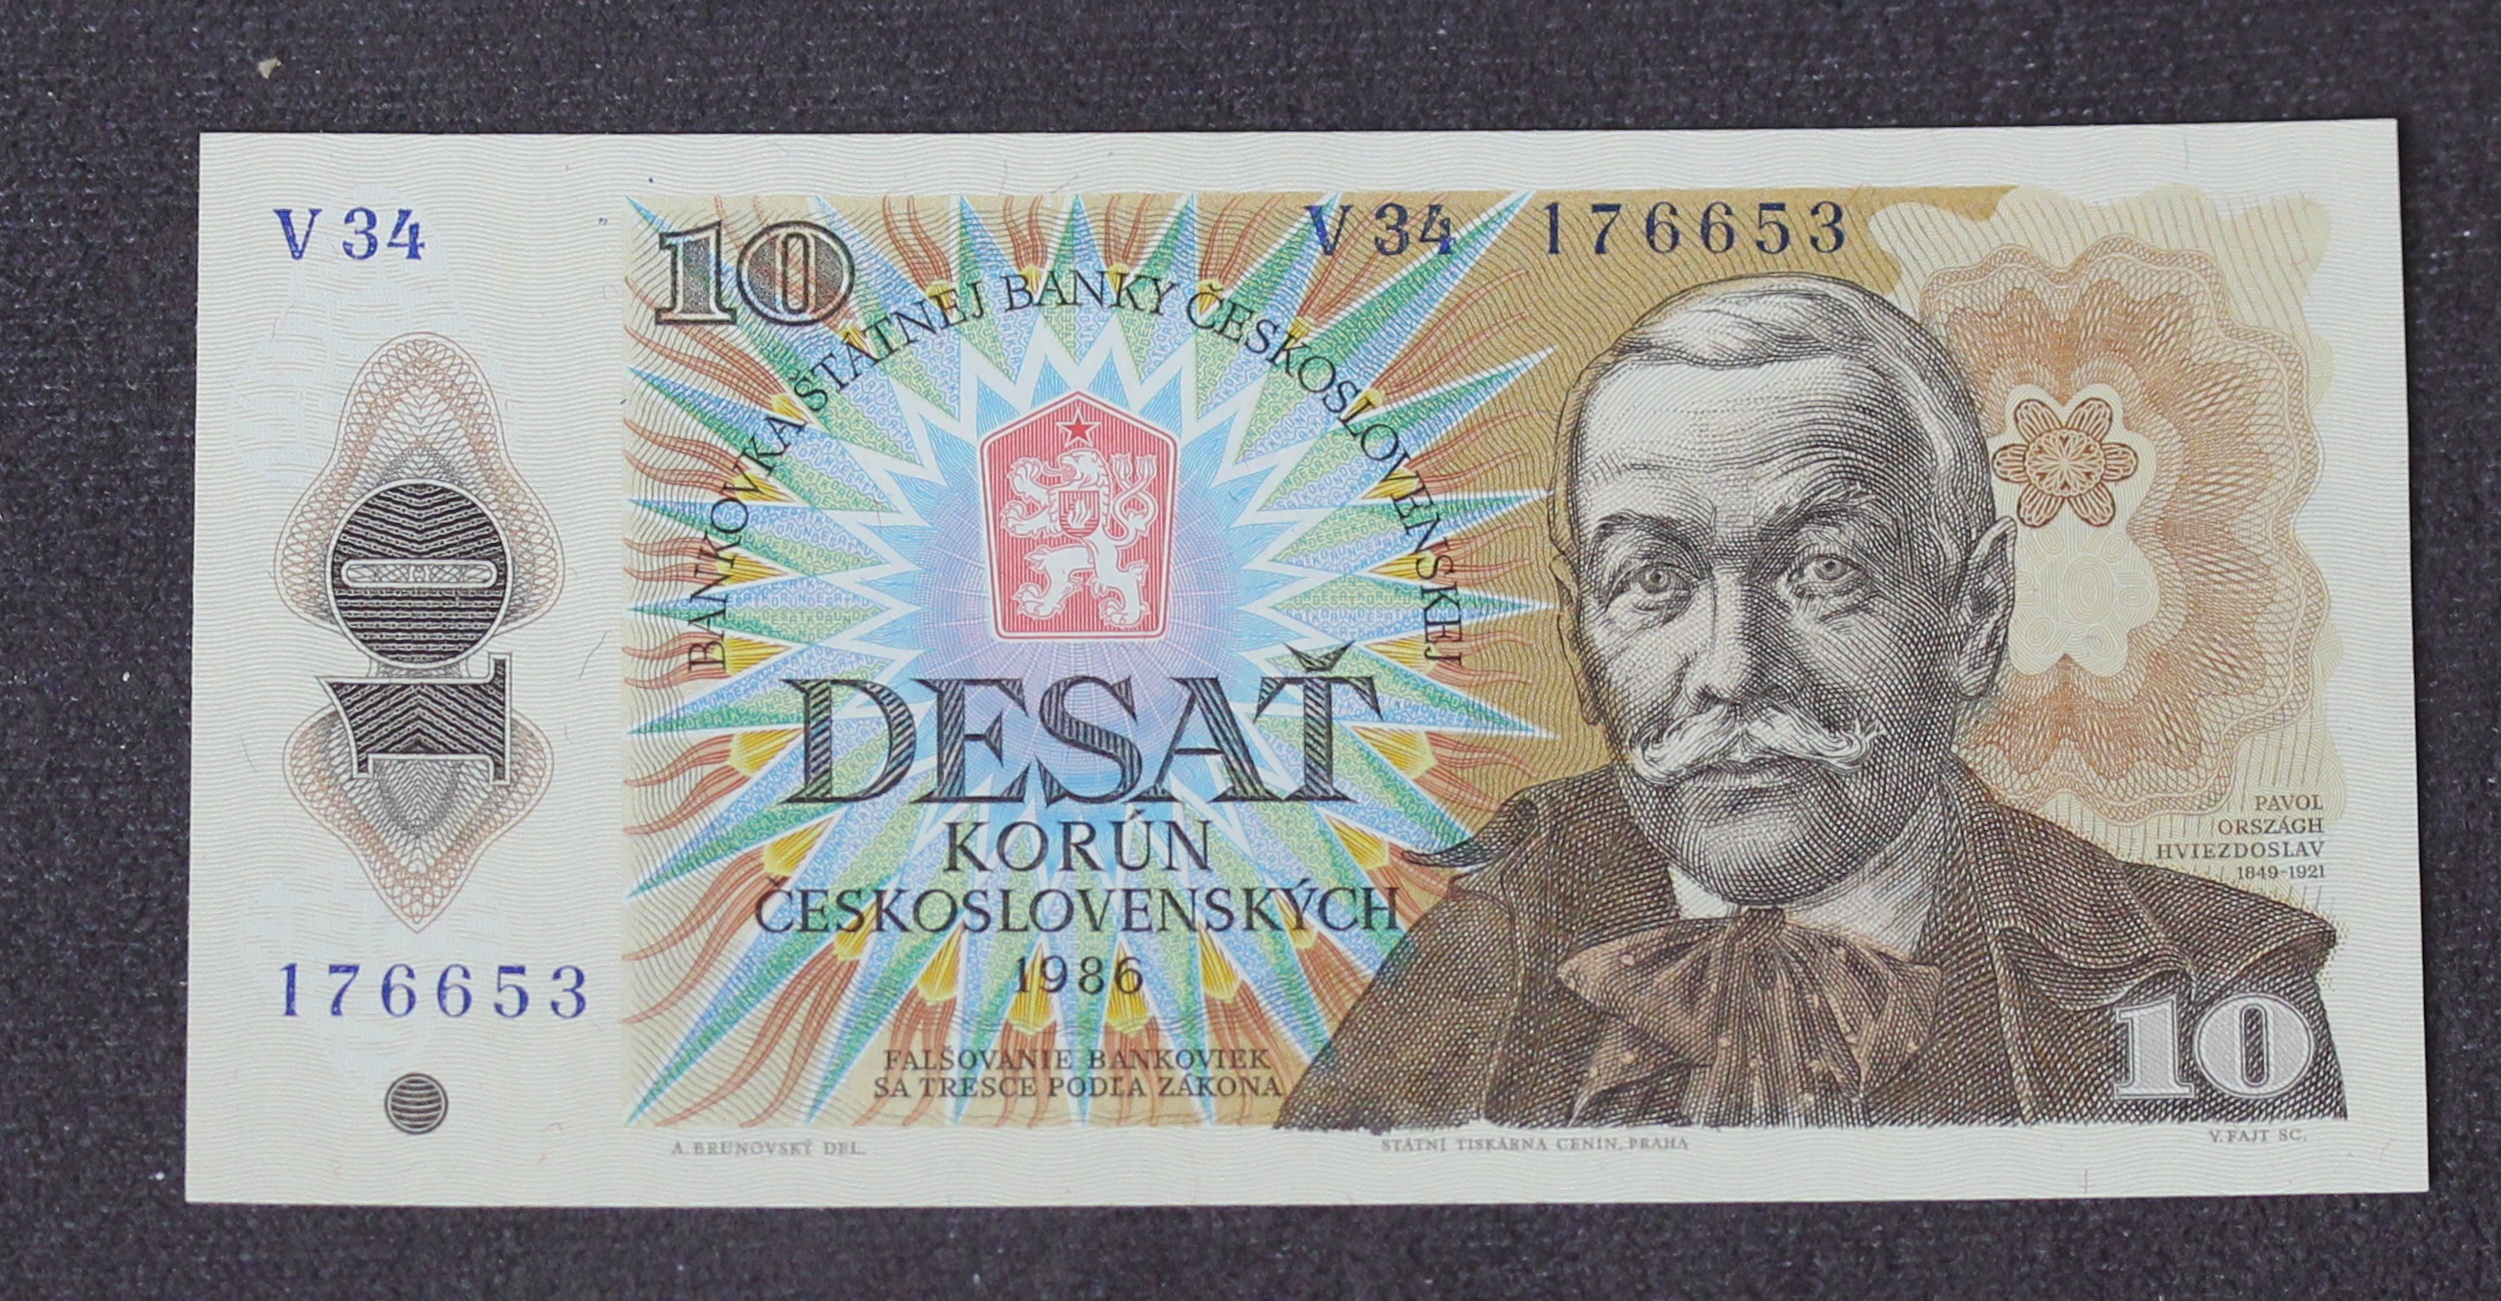 V 34
10
V 34 176653
BANKOVKA ŠTÁTNEJ BANKY ČESKOSLOVENSKEJ
10
DESAŤ
KORÚN
ČESKOSLOVENSKÝCH
1986
176653
FALŠOVANIE BANKOVIEK
SA TRESCE PODĽA ZÁKONA
PAVOL
ORSZÁGH
HVIEZDOSLAV
1849-1921
10
A. BRUNOVSKÝ DEL.
STÁTNÍ TISKÁRNA CENIN, PRAHA
V. FAJT SC.